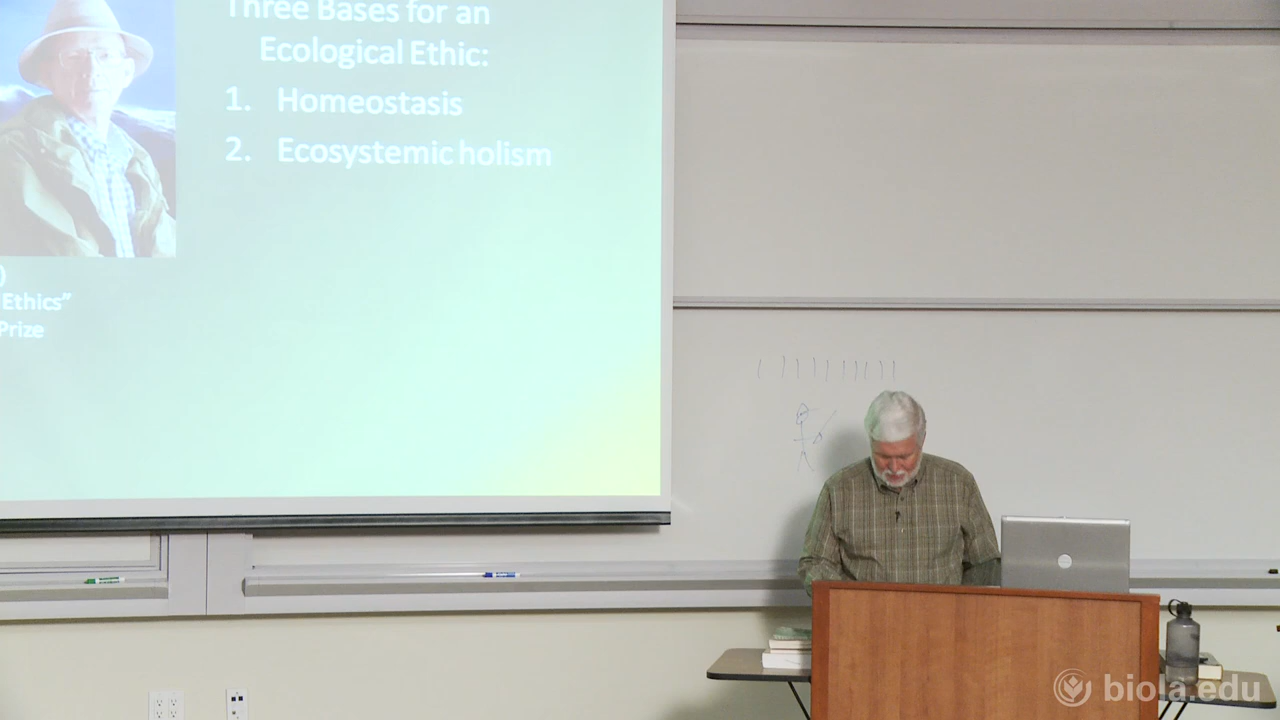 Three Bases for an
Ecological Ethic:
1. Homeostasis
2. Ecosystemic holism
)
Ethics”
Prize
biola.edu